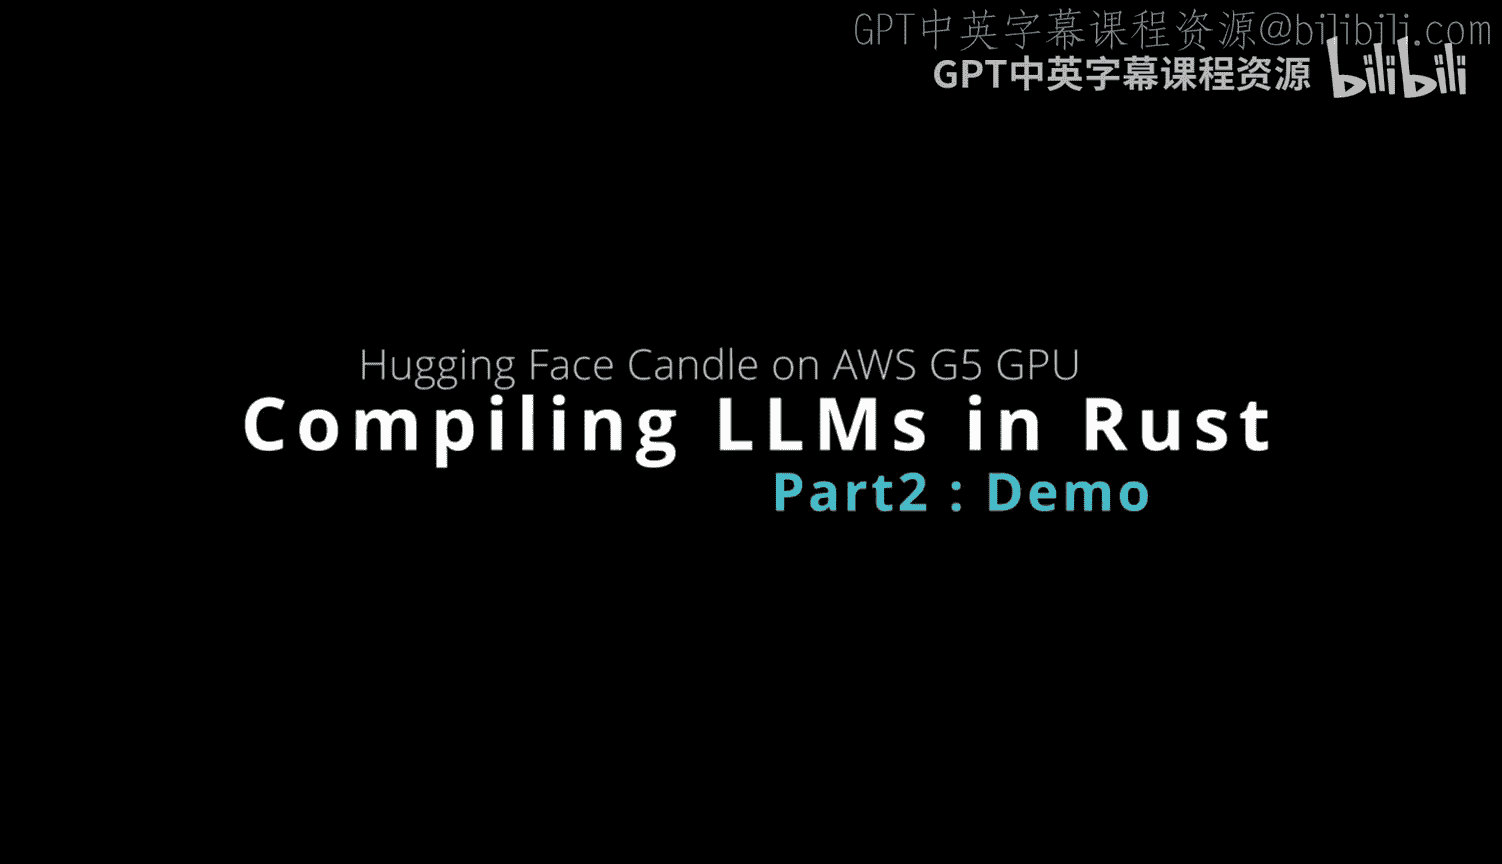 GPT中英字幕课程资源@bilibili.com
GPT中英字幕课程资源 bilibili
Hugging Face Candle on AWS G5 GPU
Compiling LLMs in Rust
Part2 : Demo